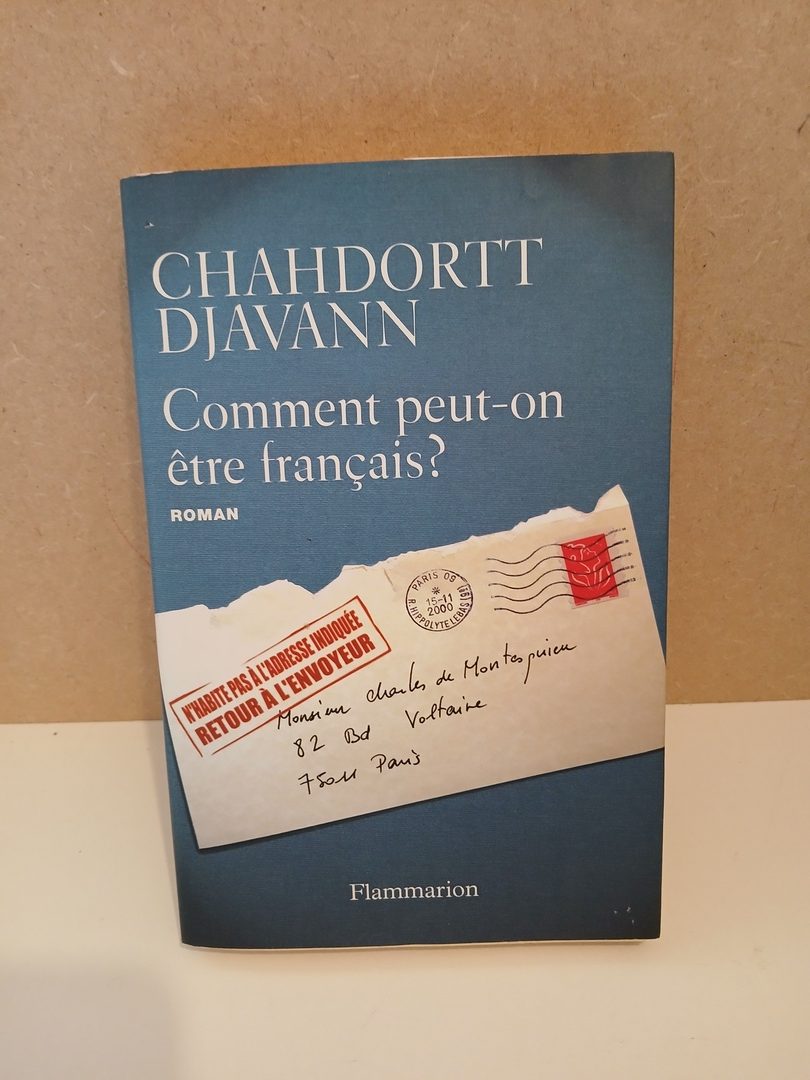 CHAHDORTT
DJAVANN
Comment peut-on
être français?
ROMAN
PARIS 09
15-11
2000
R.HIPPOLYTE LEBAS (9E)
N'HABITE PAS À L'ADRESSE INDIQUÉE
RETOUR À L'ENVOYEUR
Monsieur Charles de Montesquieu
82 Bd Voltaire
75011 Paris
Flammarion